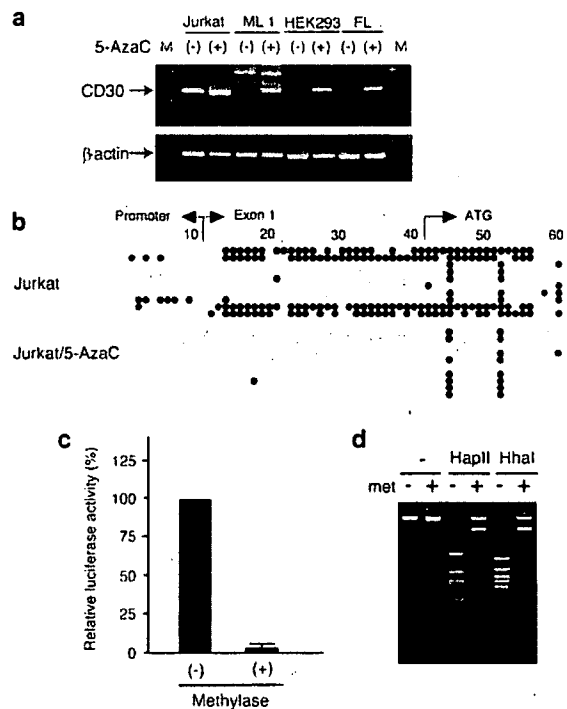 a
Jurkat ML 1 HEK293 FL
5-AzaC M (-) (+) (-) (+) (-) (+) (-) (+) M
CD30
β-actin
b
Promoter Exon 1 ATG
10 20 30 40 50 60
Jurkat
Jurkat/5-AzaC
c
Relative luciferase activity (%)
125
100
75
50
25
0
(-) (+)
Methylase
d
- HapII HhaI
met - + - + - +